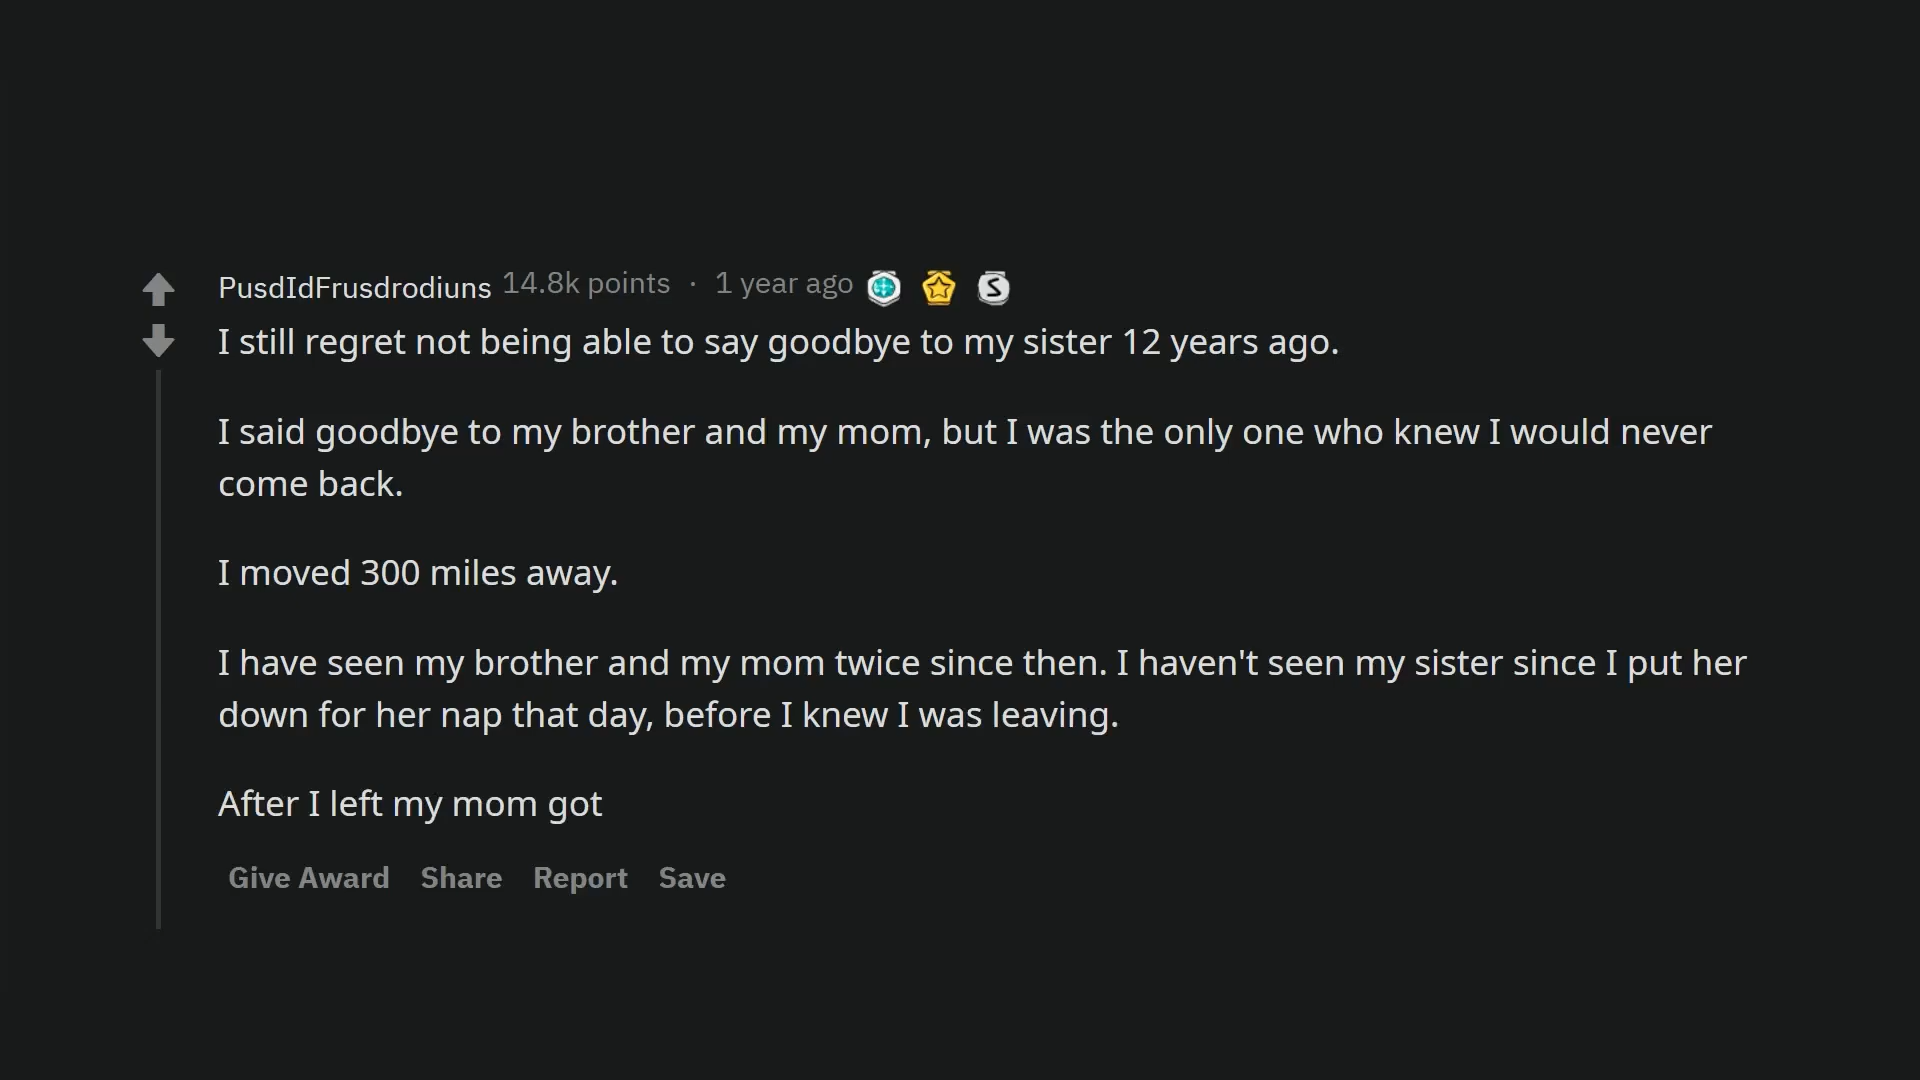 PusdIdFrusdrodiuns 14.8k points · 1 year ago
I still regret not being able to say goodbye to my sister 12 years ago.
I said goodbye to my brother and my mom, but I was the only one who knew I would never
come back.
I moved 300 miles away.
I have seen my brother and my mom twice since then. I haven't seen my sister since I put her
down for her nap that day, before I knew I was leaving.
After I left my mom got
Give Award Share Report Save